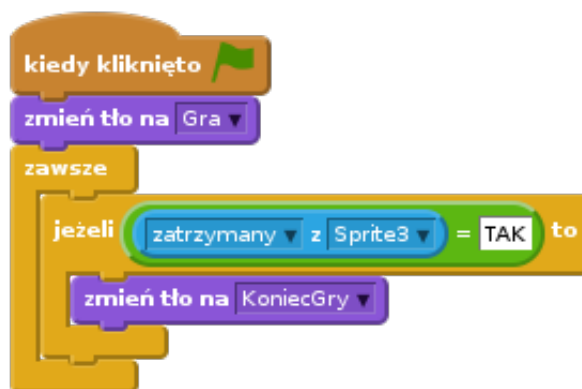 kiedy kliknięto
zmień tło na Gra
zawsze
jeżeli zatrzymany z Sprite3 = TAK to
zmień tło na KoniecGry